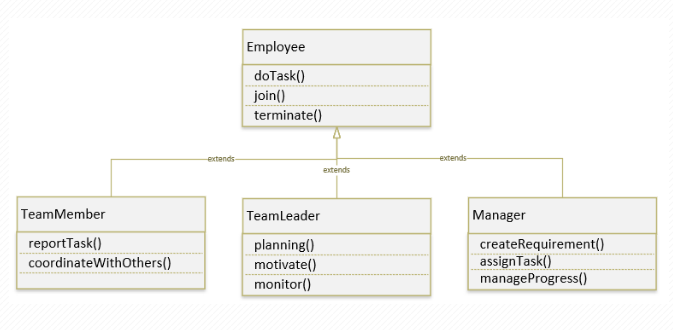 Employee
doTask()
join()
terminate()
extends
extends
extends
TeamMember
reportTask()
coordinateWithOthers()
TeamLeader
planning()
motivate()
monitor()
Manager
createRequirement()
assignTask()
manageProgress()